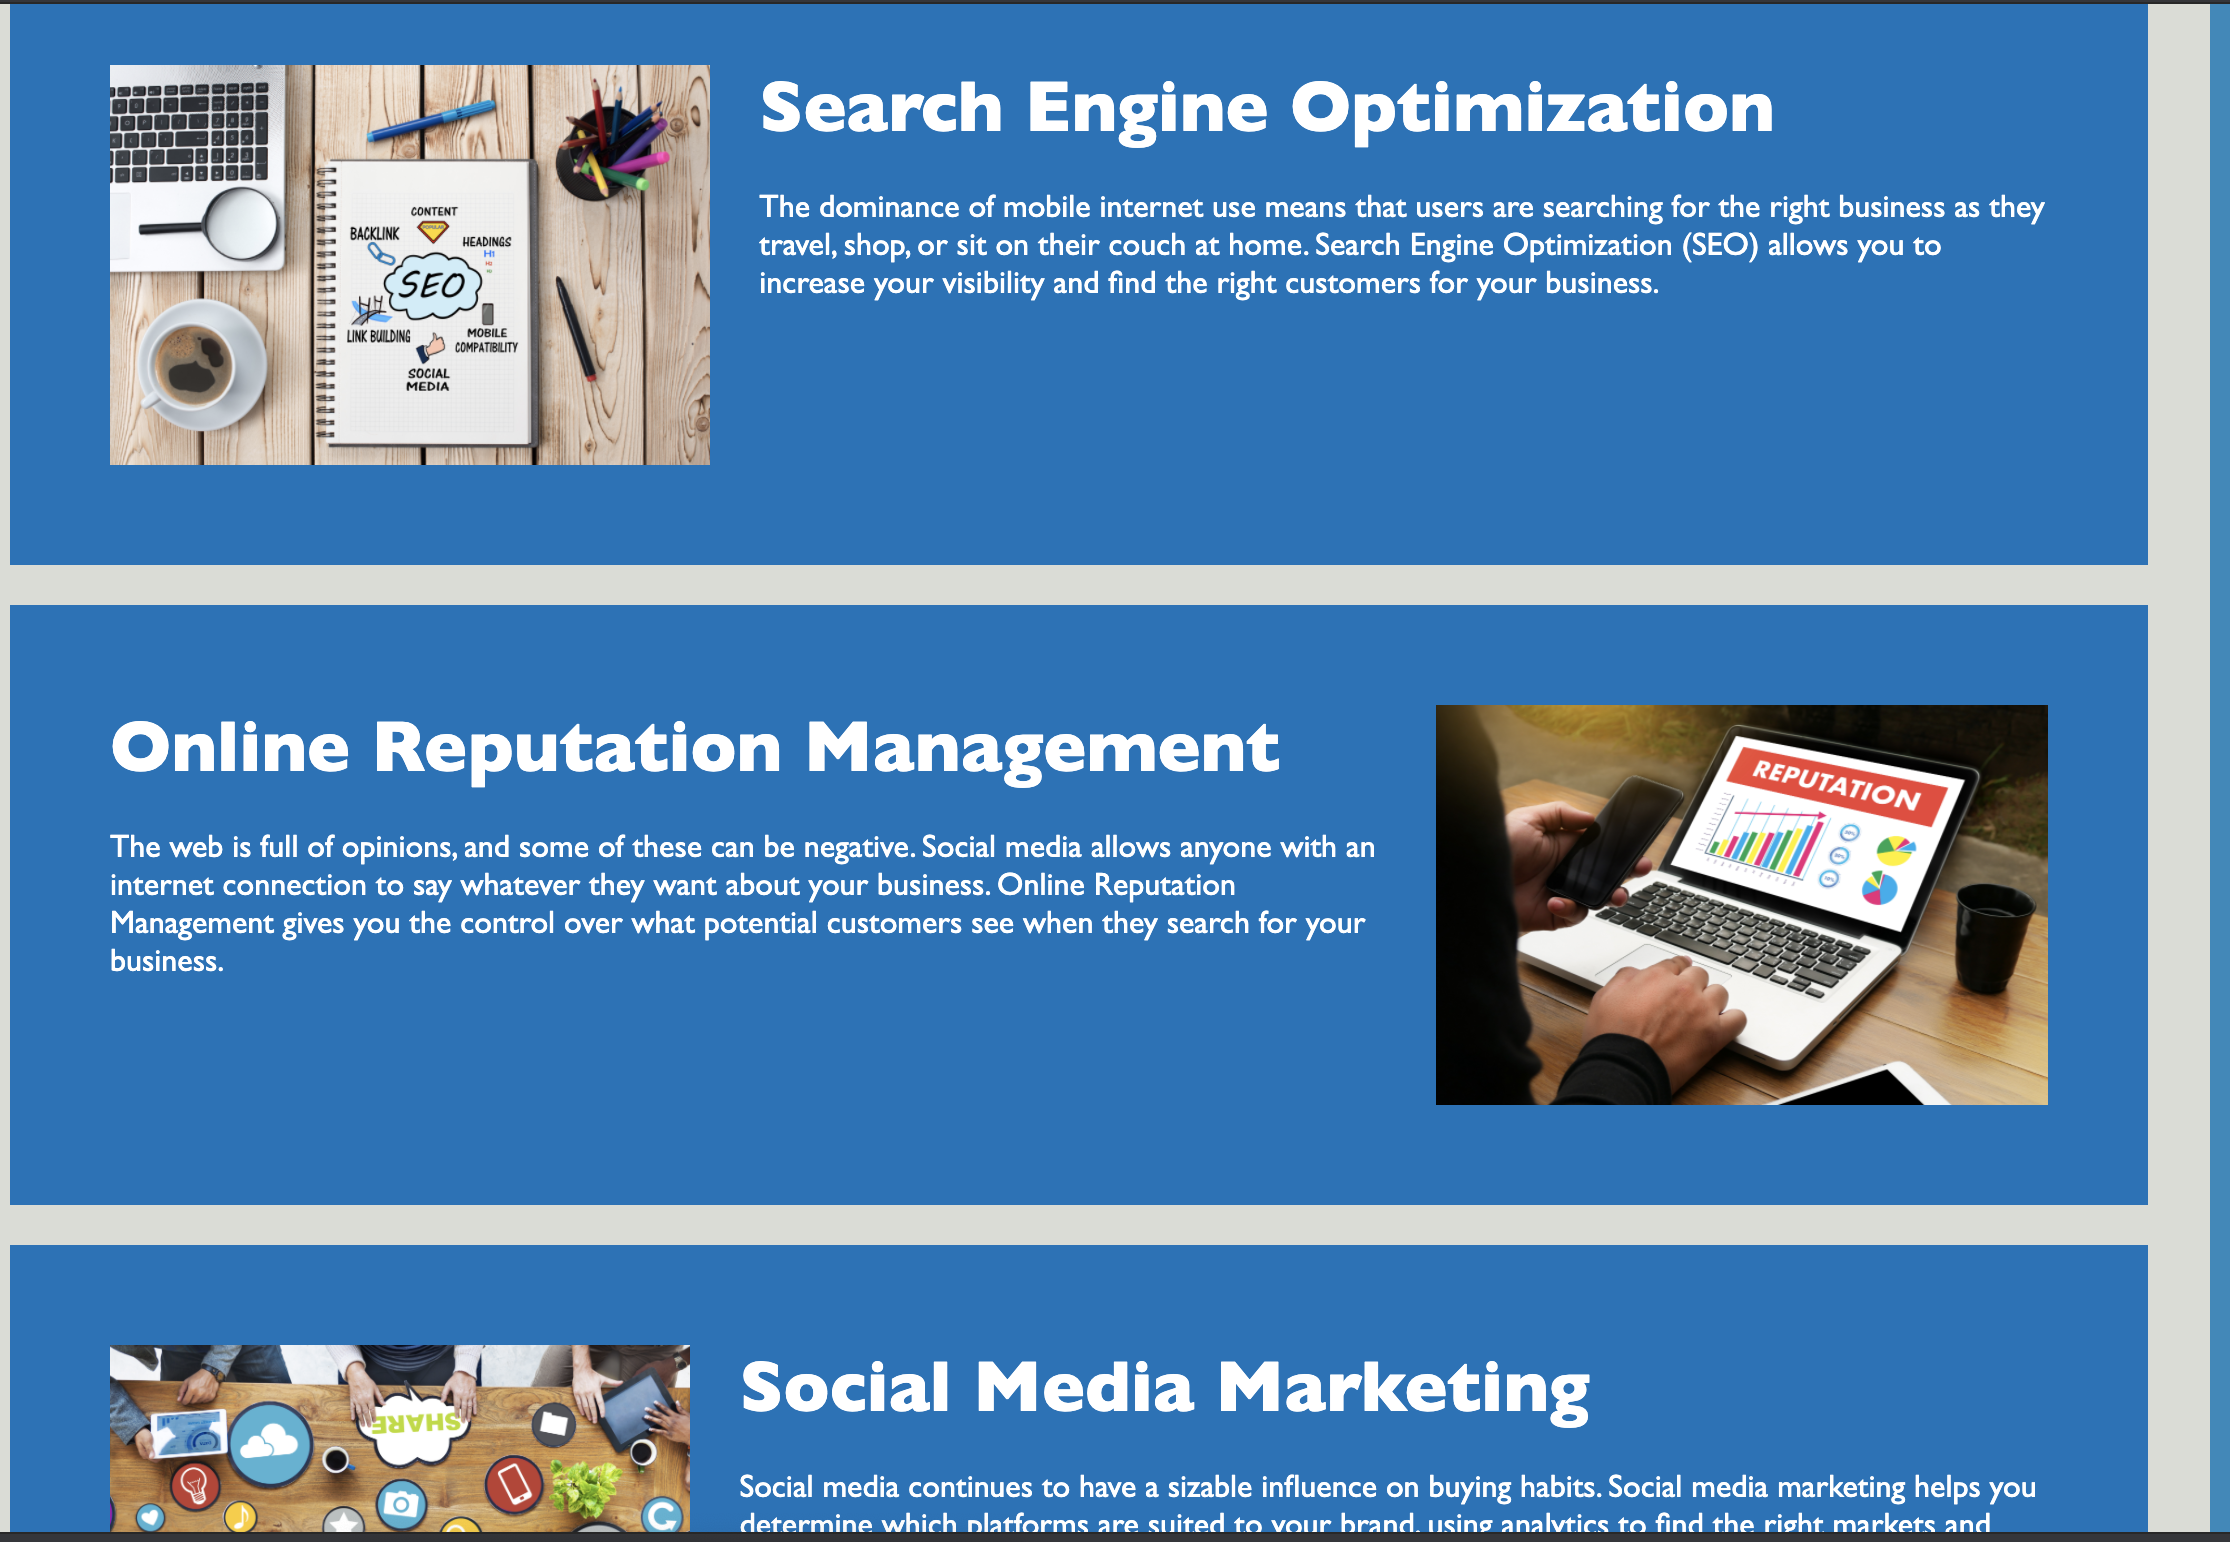 Search Engine Optimization
The dominance of mobile internet use means that users are searching for the right business as they
travel, shop, or sit on their couch at home. Search Engine Optimization (SEO) allows you to
increase your visibility and find the right customers for your business.
CONTENT
POPULAR
BACKLINK
HEADINGS
H1
H2
H3
SEO
LINK BUILDING
MOBILE
COMPATIBILITY
SOCIAL
MEDIA
Online Reputation Management
The web is full of opinions, and some of these can be negative. Social media allows anyone with an
internet connection to say whatever they want about your business. Online Reputation
Management gives you the control over what potential customers see when they search for your
business.
REPUTATION
SHARE
Social Media Marketing
Social media continues to have a sizable influence on buying habits. Social media marketing helps you
determine which platforms are suited to your brand, using analytics to find the right markets and